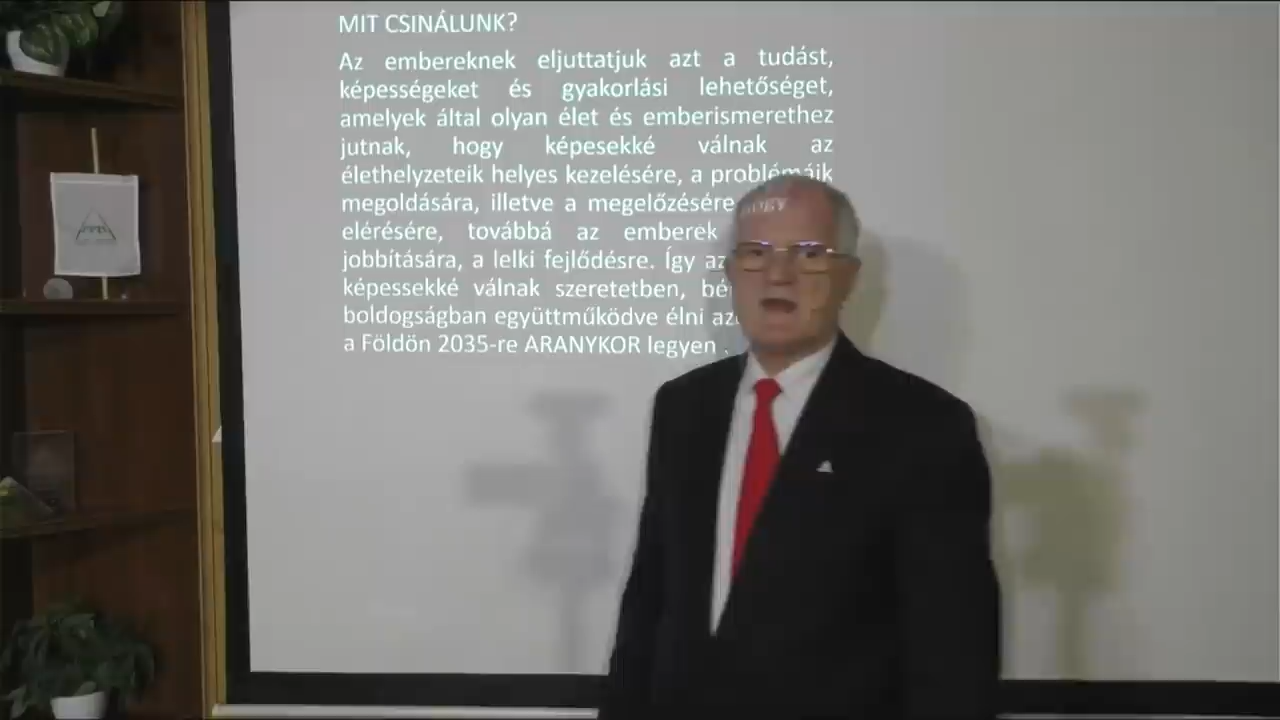 MIT CSINÁLUNK?
Az embereknek eljuttatjuk azt a tudást,
képességeket és gyakorlási lehetőséget,
amelyek által olyan élet és emberismerethez
jutnak, hogy képesekké válnak az
élethelyzeteik helyes kezelésére, a problémáik
megoldására, illetve a megelőzésére hogy
elérésére, továbbá az emberek
jobbítására, a lelki fejlődésre. Így az
képessekké válnak szeretetben,
boldogságban együttműködve élni
a Földön 2035-re ARANYKOR legyen .